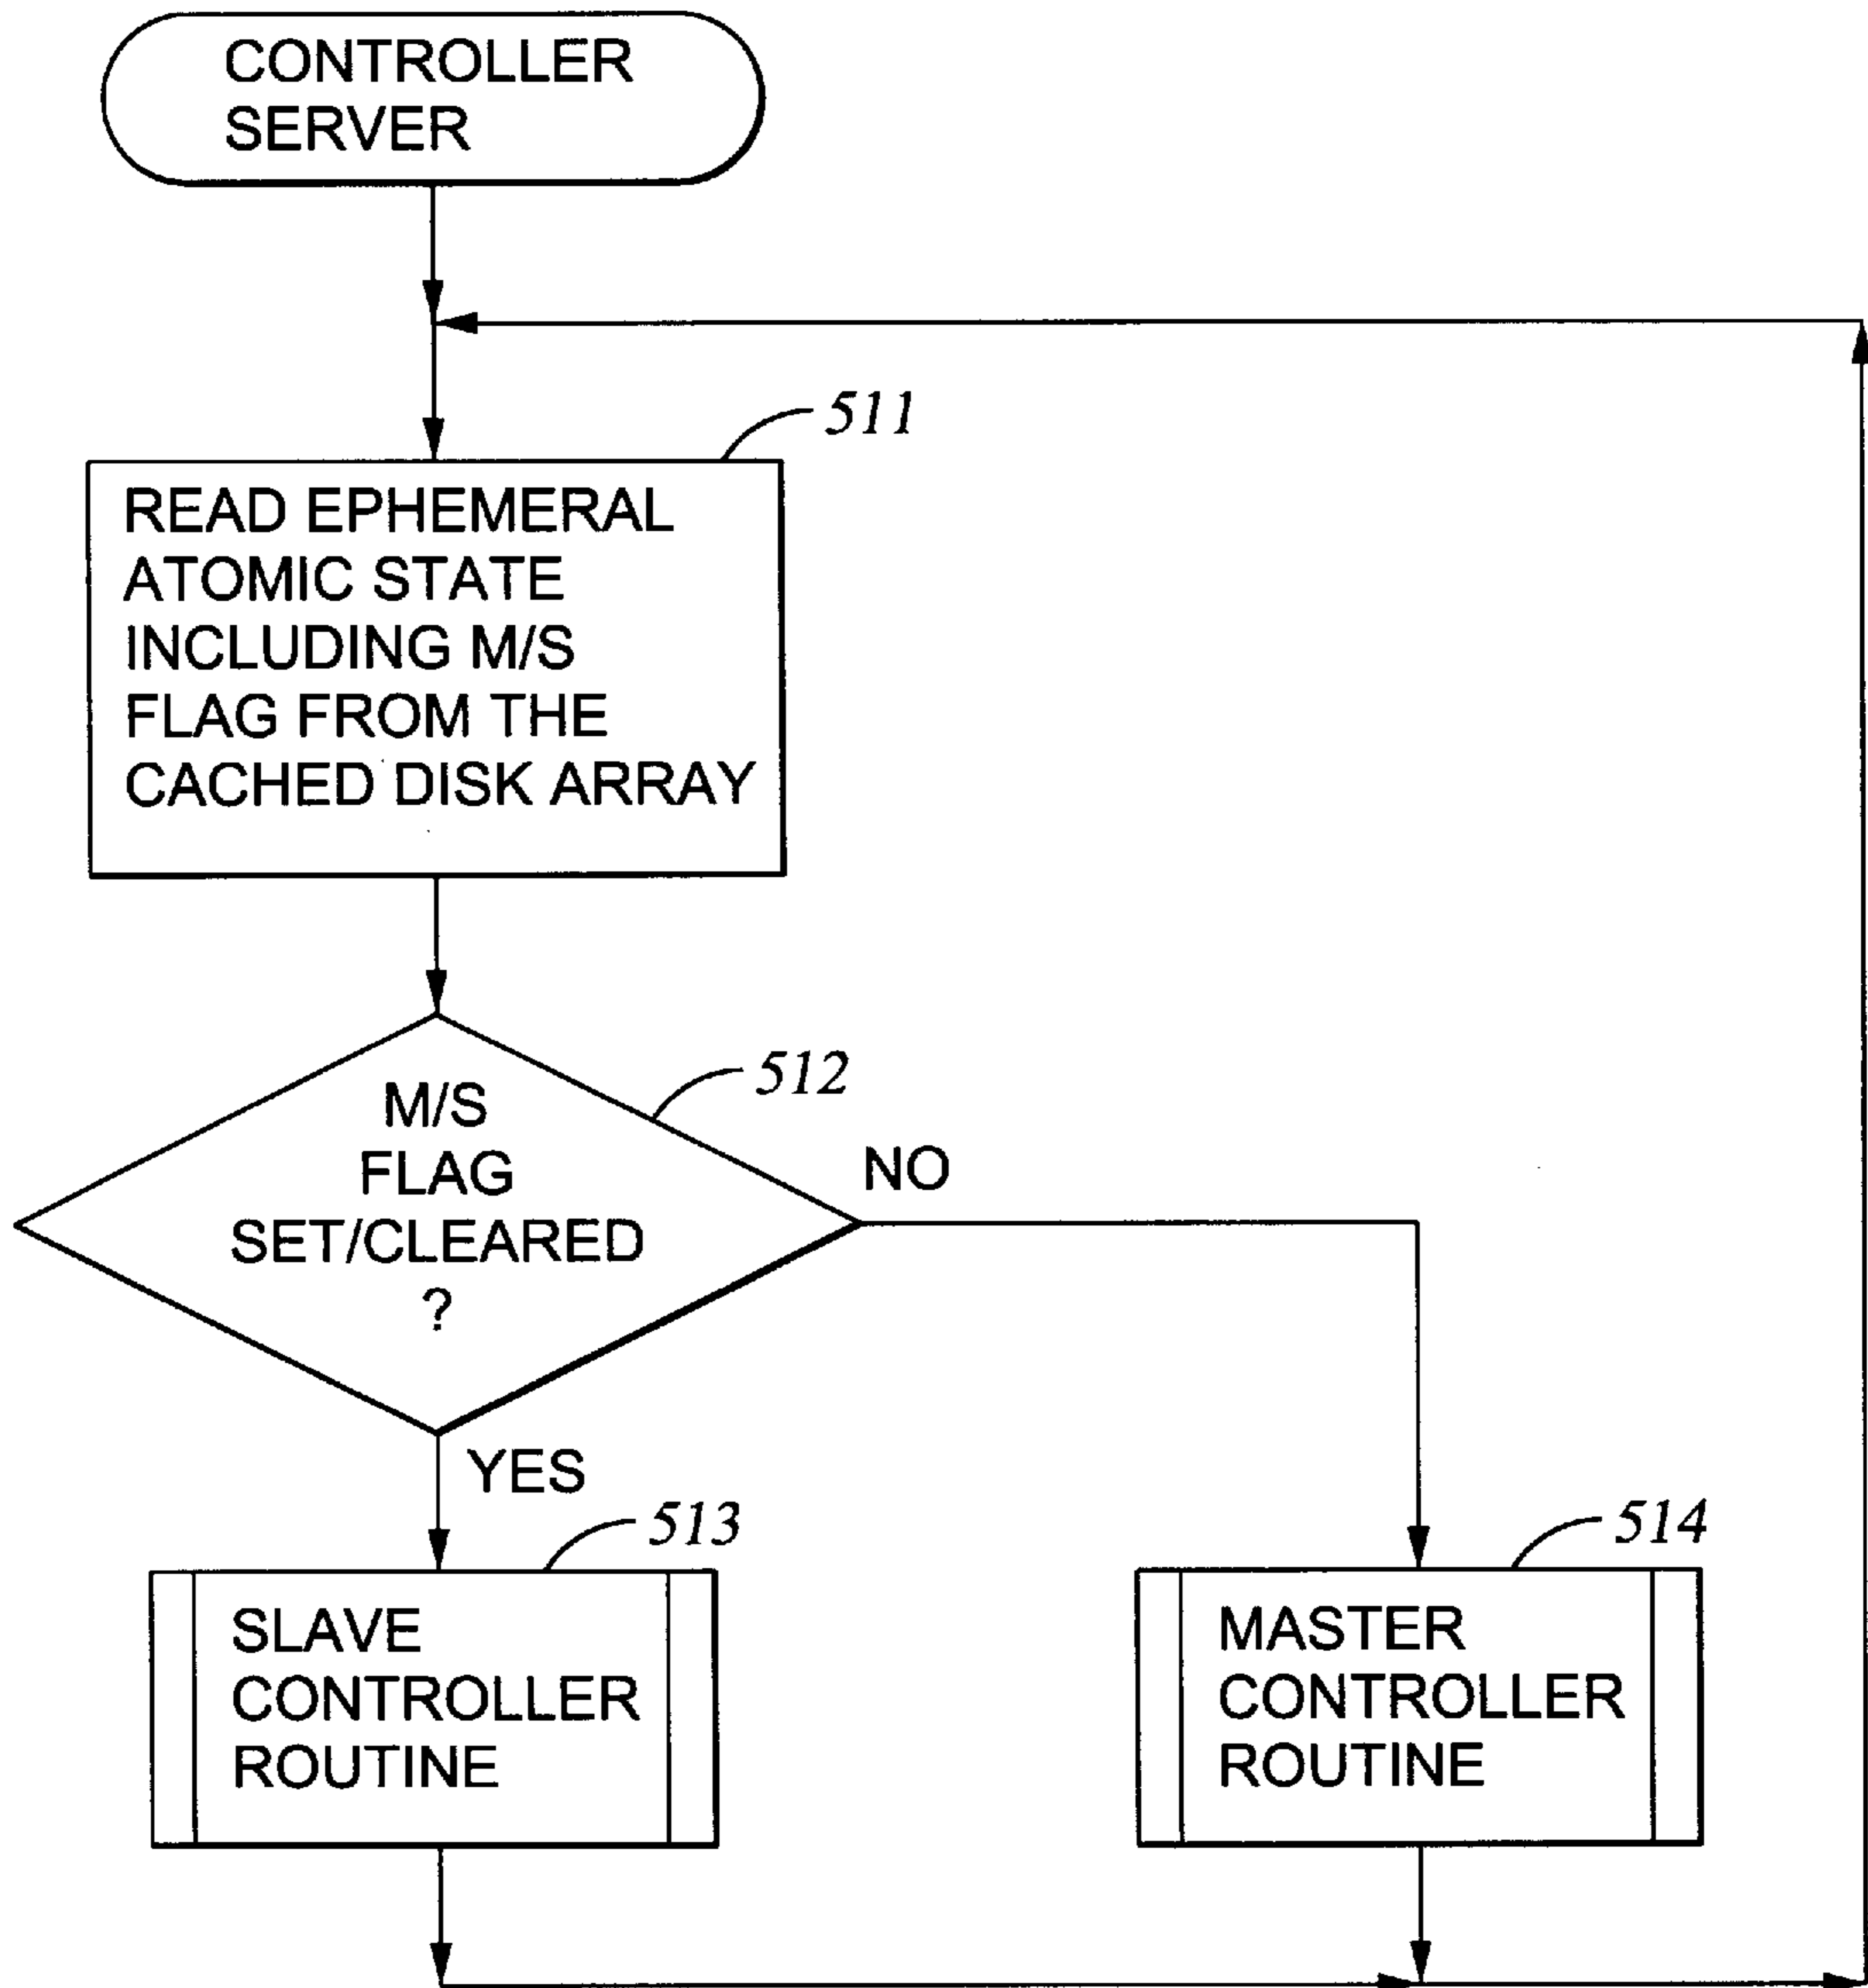 CONTROLLER
SERVER
511
READ EPHEMERAL
ATOMIC STATE
INCLUDING M/S
FLAG FROM THE
CACHED DISK ARRAY
512
M/S
FLAG
SET/CLEARED
?
NO
YES
513
SLAVE
CONTROLLER
ROUTINE
514
MASTER
CONTROLLER
ROUTINE